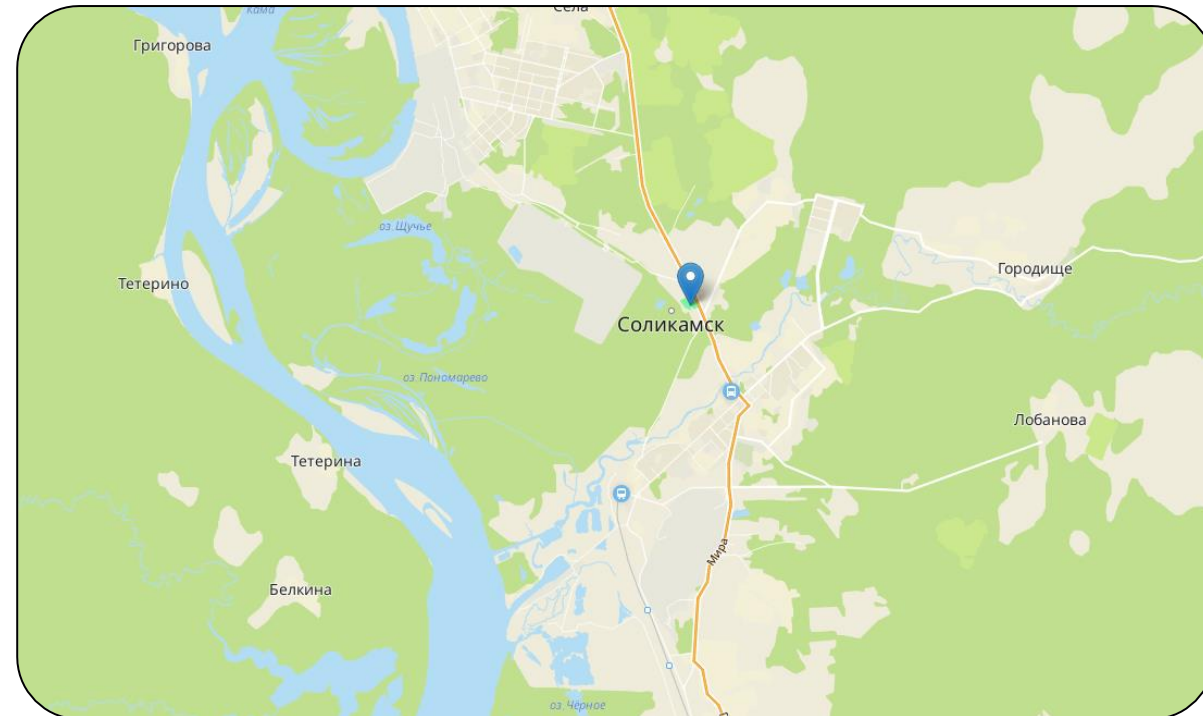 Кама
Села
Григорова
оз.Щучье
Городище
Тетерино
Соликамск
оз.Пономарево
Лобанова
Тетерина
Мира
Белкина
оз.Чёрное